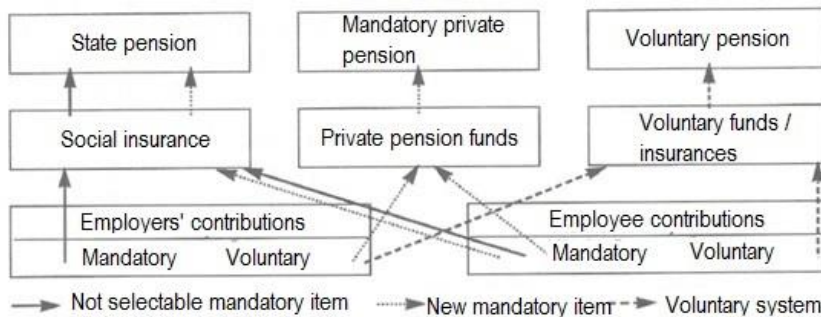 State pension
Mandatory private
pension
Voluntary pension
Social insurance
Private pension funds
Voluntary funds /
insurances
Employers' contributions
Mandatory Voluntary
Employee contributions
Mandatory Voluntary
Not selectable mandatory item
New mandatory item
Voluntary system